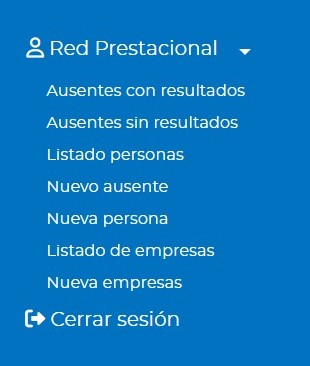 Red Prestacional
Ausentes con resultados
Ausentes sin resultados
Listado personas
Nuevo ausente
Nueva persona
Listado de empresas
Nueva empresas
Cerrar sesión